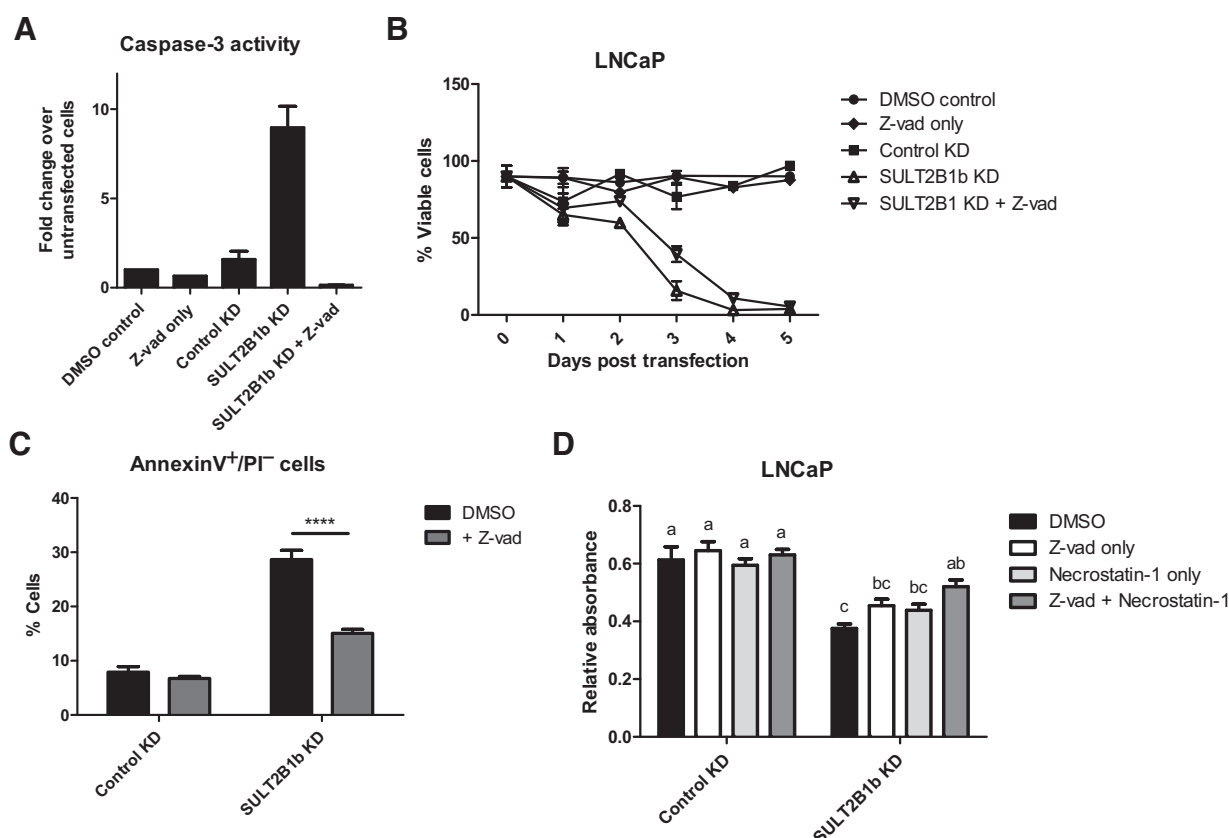 A
Caspase-3 activity
Fold change over
untransfected cells
10
5
0
DMSO control
Z-vad only
Control KD
SULT2B1b KD
SULT2B1b KD + Z-vad
B
LNCaP
% Viable cells
150
100
50
0
0
1
2
3
4
5
Days post transfection
DMSO control
Z-vad only
Control KD
SULT2B1b KD
SULT2B1 KD + Z-vad
C
AnnexinV+/PI− cells
% Cells
40
30
20
10
0
****
Control KD
SULT2B1b KD
DMSO
+ Z-vad
D
LNCaP
Relative absorbance
0.8
0.6
0.4
0.2
0.0
a
a
a
a
c
bc
bc
ab
Control KD
SULT2B1b KD
DMSO
Z-vad only
Necrostatin-1 only
Z-vad + Necrostatin-1